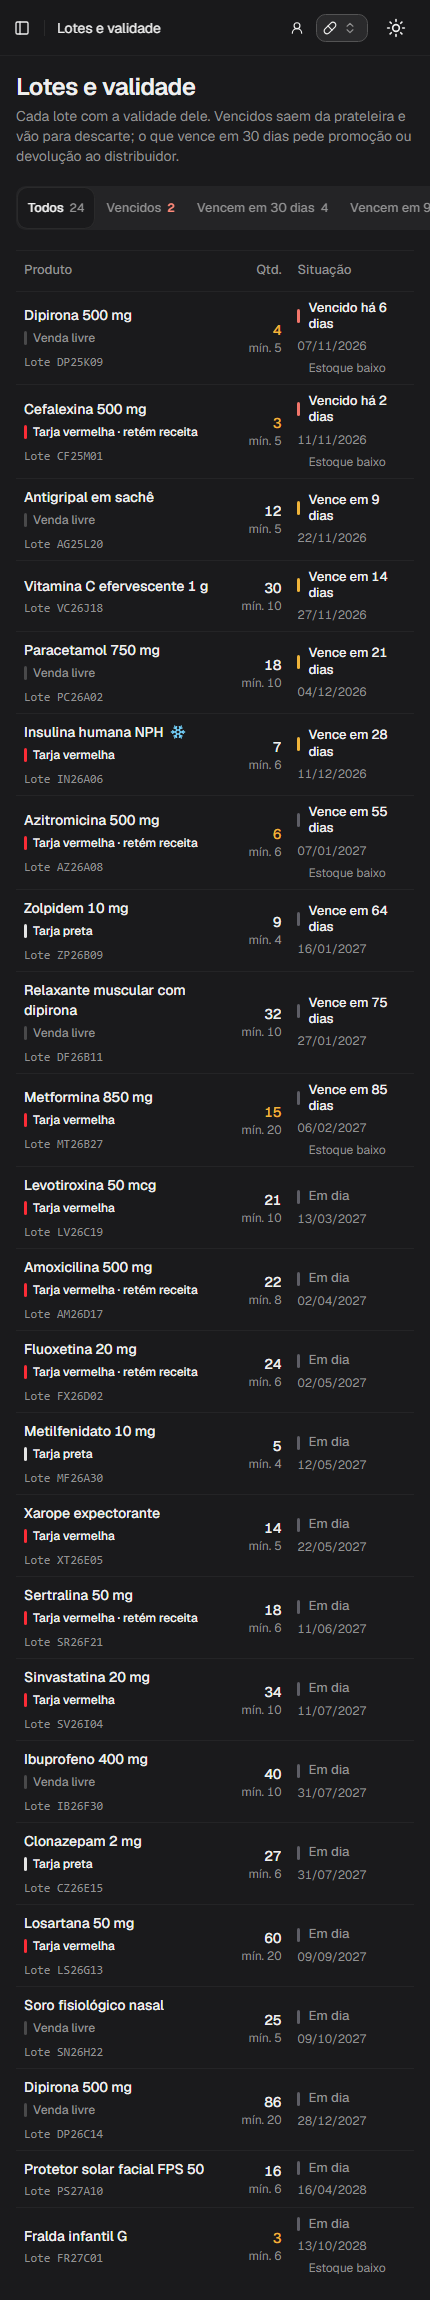 Lotes e validade
Lotes e validade
Cada lote com a validade dele. Vencidos saem da prateleira e
vão para descarte; o que vence em 30 dias pede promoção ou
devolução ao distribuidor.
Todos 24 Vencidos 2 Vencem em 30 dias 4 Vencem em 9
Produto Qtd. Situação
Dipirona 500 mg
Venda livre
Lote DP25K09
4
mín. 5
Vencido há 6
dias
07/11/2026
Estoque baixo
Cefalexina 500 mg
Tarja vermelha · retém receita
Lote CF25M01
3
mín. 5
Vencido há 2
dias
11/11/2026
Estoque baixo
Antigripal em sachê
Venda livre
Lote AG25L20
12
mín. 5
Vence em 9
dias
22/11/2026
Vitamina C efervescente 1 g
Lote VC26J18
30
mín. 10
Vence em 14
dias
27/11/2026
Paracetamol 750 mg
Venda livre
Lote PC26A02
18
mín. 10
Vence em 21
dias
04/12/2026
Insulina humana NPH
Tarja vermelha
Lote IN26A06
7
mín. 6
Vence em 28
dias
11/12/2026
Azitromicina 500 mg
Tarja vermelha · retém receita
Lote AZ26A08
6
mín. 6
Vence em 55
dias
07/01/2027
Estoque baixo
Zolpidem 10 mg
Tarja preta
Lote ZP26B09
9
mín. 4
Vence em 64
dias
16/01/2027
Relaxante muscular com
dipirona
Venda livre
Lote DF26B11
32
mín. 10
Vence em 75
dias
27/01/2027
Metformina 850 mg
Tarja vermelha
Lote MT26B27
15
mín. 20
Vence em 85
dias
06/02/2027
Estoque baixo
Levotiroxina 50 mcg
Tarja vermelha
Lote LV26C19
21
mín. 10
Em dia
13/03/2027
Amoxicilina 500 mg
Tarja vermelha · retém receita
Lote AM26D17
22
mín. 8
Em dia
02/04/2027
Fluoxetina 20 mg
Tarja vermelha · retém receita
Lote FX26D02
24
mín. 6
Em dia
02/05/2027
Metilfenidato 10 mg
Tarja preta
Lote MF26A30
5
mín. 4
Em dia
12/05/2027
Xarope expectorante
Tarja vermelha
Lote XT26E05
14
mín. 5
Em dia
22/05/2027
Sertralina 50 mg
Tarja vermelha · retém receita
Lote SR26F21
18
mín. 6
Em dia
11/06/2027
Sinvastatina 20 mg
Tarja vermelha
Lote SV26I04
34
mín. 10
Em dia
11/07/2027
Ibuprofeno 400 mg
Venda livre
Lote IB26F30
40
mín. 10
Em dia
31/07/2027
Clonazepam 2 mg
Tarja preta
Lote CZ26E15
27
mín. 6
Em dia
31/07/2027
Losartana 50 mg
Tarja vermelha
Lote LS26G13
60
mín. 20
Em dia
09/09/2027
Soro fisiológico nasal
Venda livre
Lote SN26H22
25
mín. 5
Em dia
09/10/2027
Dipirona 500 mg
Venda livre
Lote DP26C14
86
mín. 20
Em dia
28/12/2027
Protetor solar facial FPS 50
Lote PS27A10
16
mín. 6
Em dia
16/04/2028
Fralda infantil G
Lote FR27C01
3
mín. 6
Em dia
13/10/2028
Estoque baixo